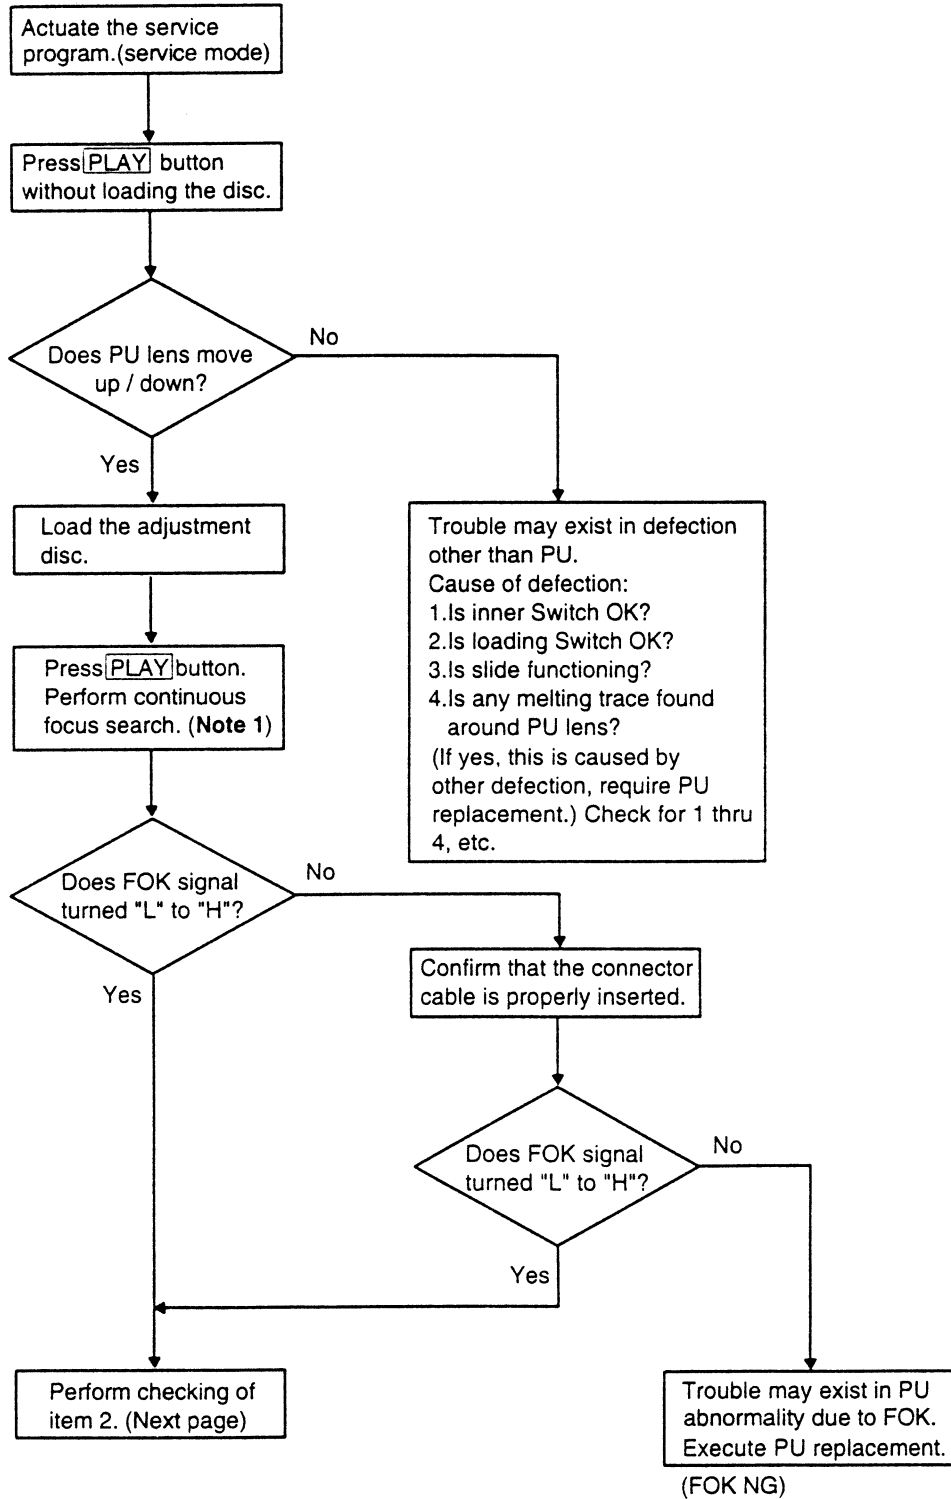 Actuate the service
program.(service mode)
Press PLAY button
without loading the disc.
Does PU lens move
up / down?
No
Yes
Load the adjustment
disc.
Trouble may exist in defection
other than PU.
Cause of defection:
1.Is inner Switch OK?
2.Is loading Switch OK?
3.Is slide functioning?
4.Is any melting trace found
around PU lens?
(If yes, this is caused by
other defection, require PU
replacement.) Check for 1 thru
4, etc.
Press PLAY button.
Perform continuous
focus search. (Note 1)
Does FOK signal
turned "L" to "H"?
No
Yes
Confirm that the connector
cable is properly inserted.
Does FOK signal
turned "L" to "H"?
No
Yes
Perform checking of
item 2. (Next page)
Trouble may exist in PU
abnormality due to FOK.
Execute PU replacement.
(FOK NG)